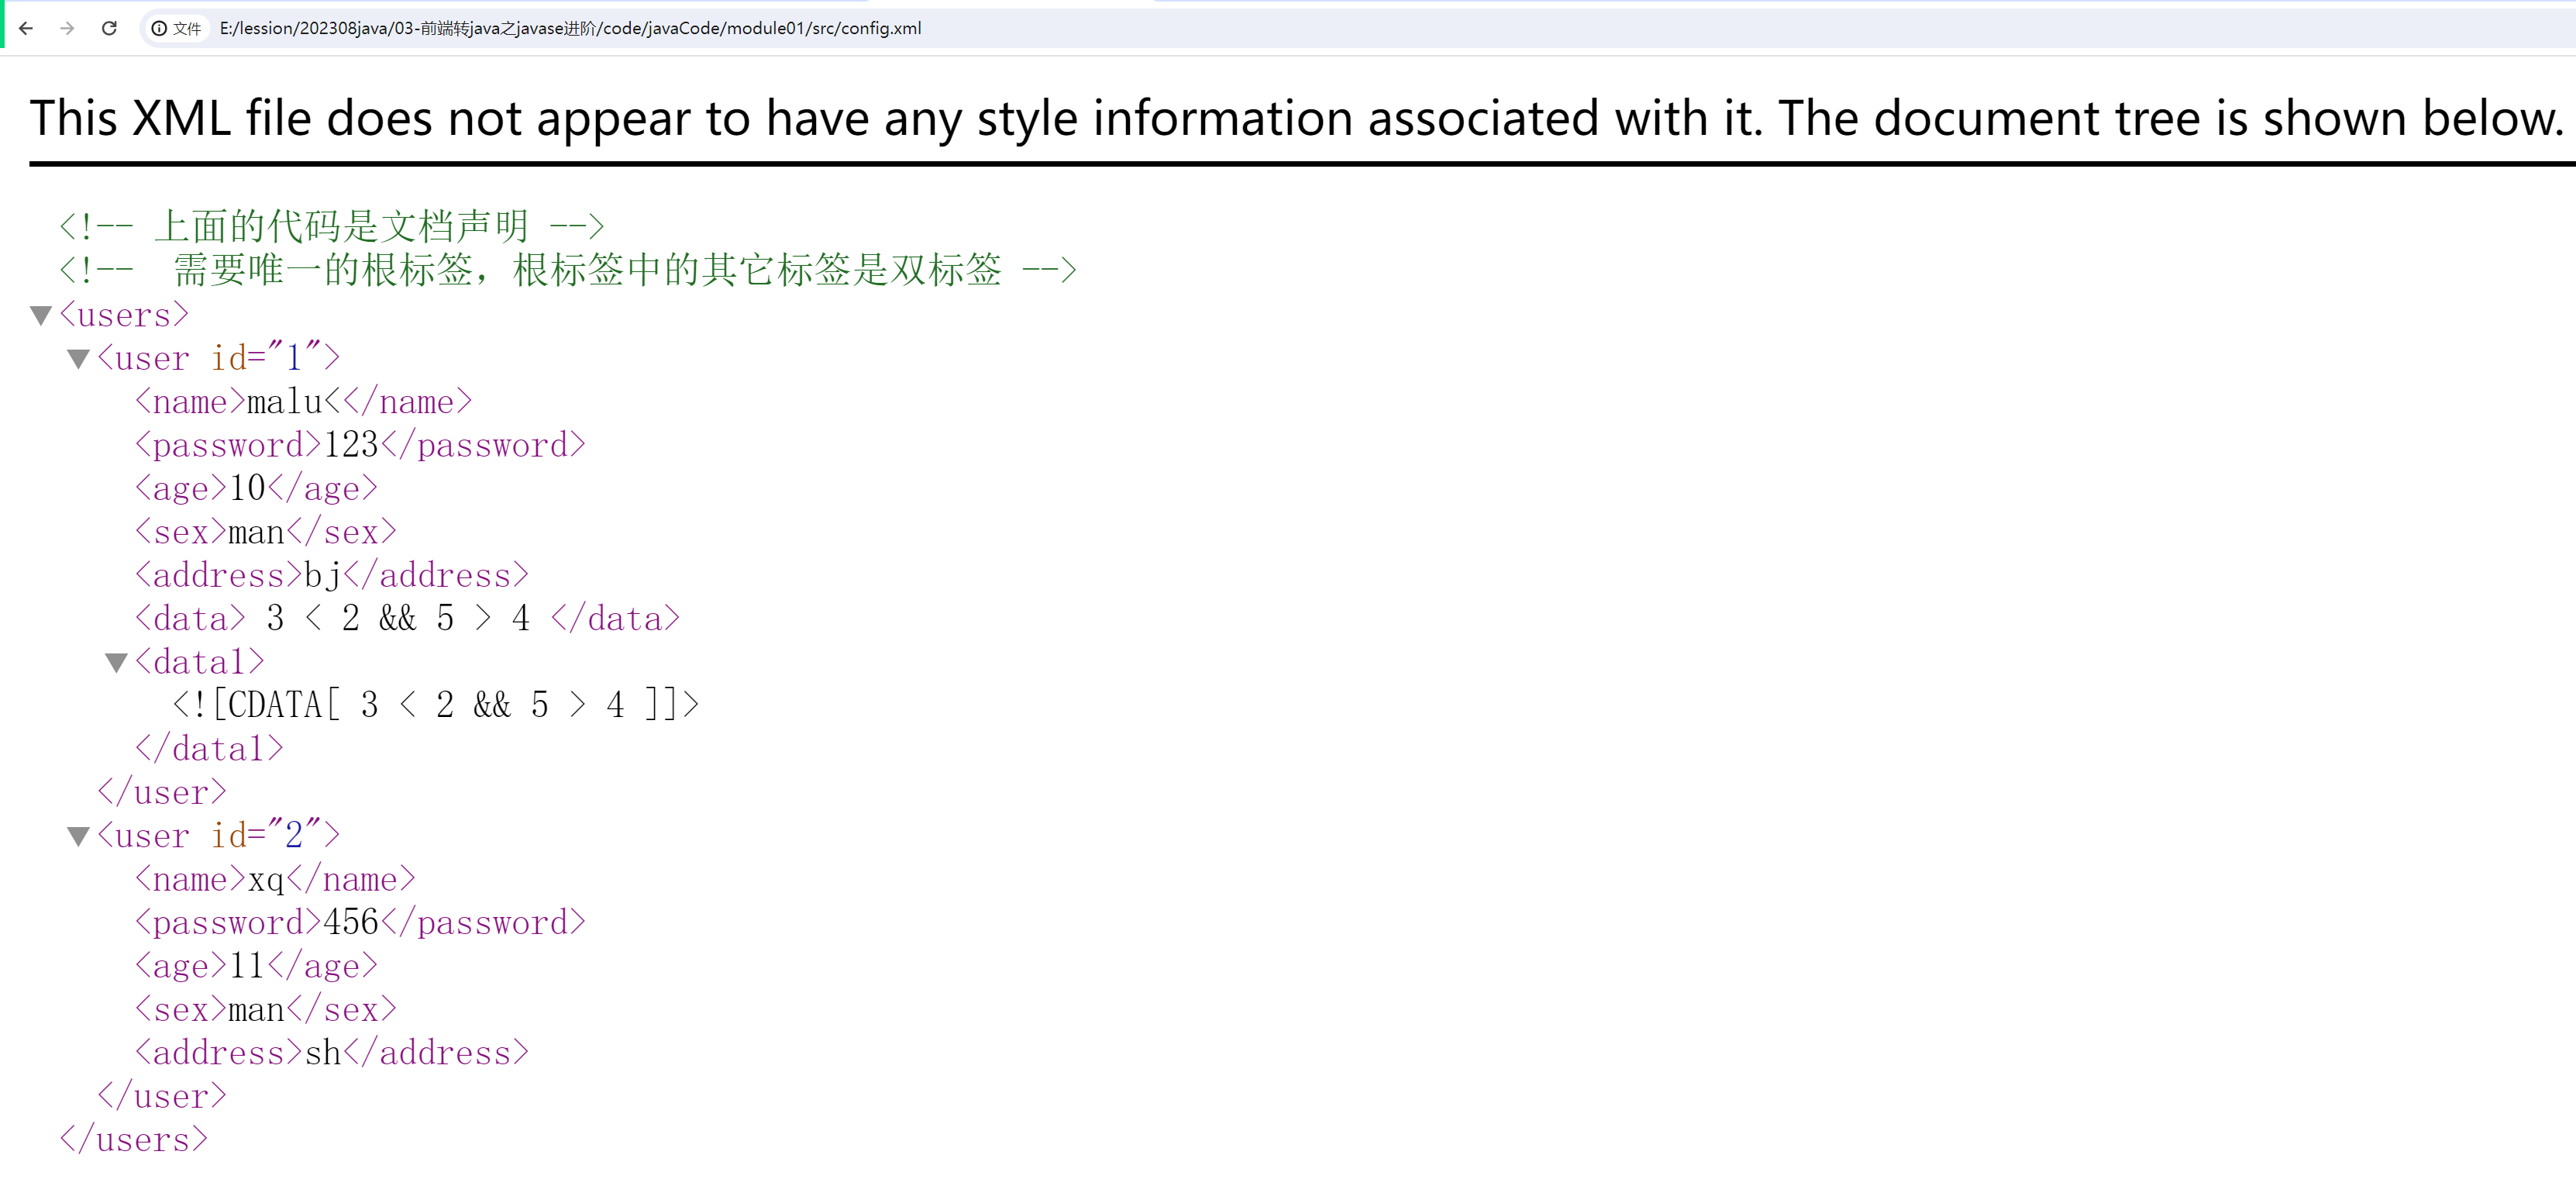 文件 E:/lession/202308java/03-前端转java之javase进阶/code/javaCode/module01/src/config.xml
This XML file does not appear to have any style information associated with it. The document tree is shown below.
<!-- 上面的代码是文档声明 -->
<!--  需要唯一的根标签，根标签中的其它标签是双标签 -->
<users>
<user id="1">
<name>malu<</name>
<password>123</password>
<age>10</age>
<sex>man</sex>
<address>bj</address>
<data> 3 < 2 && 5 > 4 </data>
<data1>
<![CDATA[ 3 < 2 && 5 > 4 ]]>
</data1>
</user>
<user id="2">
<name>xq</name>
<password>456</password>
<age>11</age>
<sex>man</sex>
<address>sh</address>
</user>
</users>